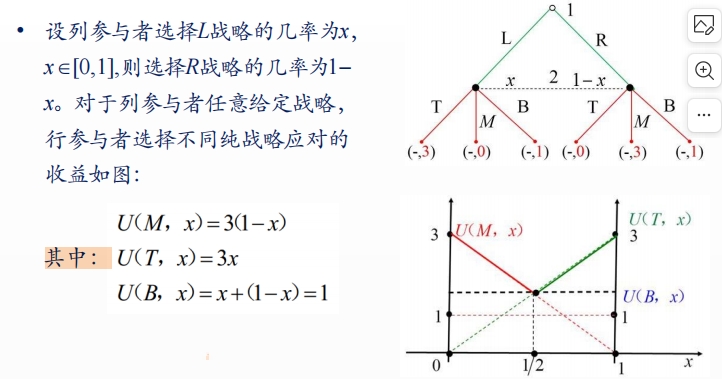 • 设列参与者选择L战略的几率为x,
x∈[0,1],则选择R战略的几率为1−
x。对于列参与者任意给定战略,
行参与者选择不同纯战略应对的
收益如图:
U(M, x)=3(1−x)
其中: U(T, x)=3x
U(B, x)=x+(1−x)=1
1
L R
x 2 1−x
T M B T M B
(-,3) (-,0) (-,1) (-,0) (-,3) (-,1)
U(M, x) U(T, x)
3 3
U(B, x)
1 1
0 1/2 1 x